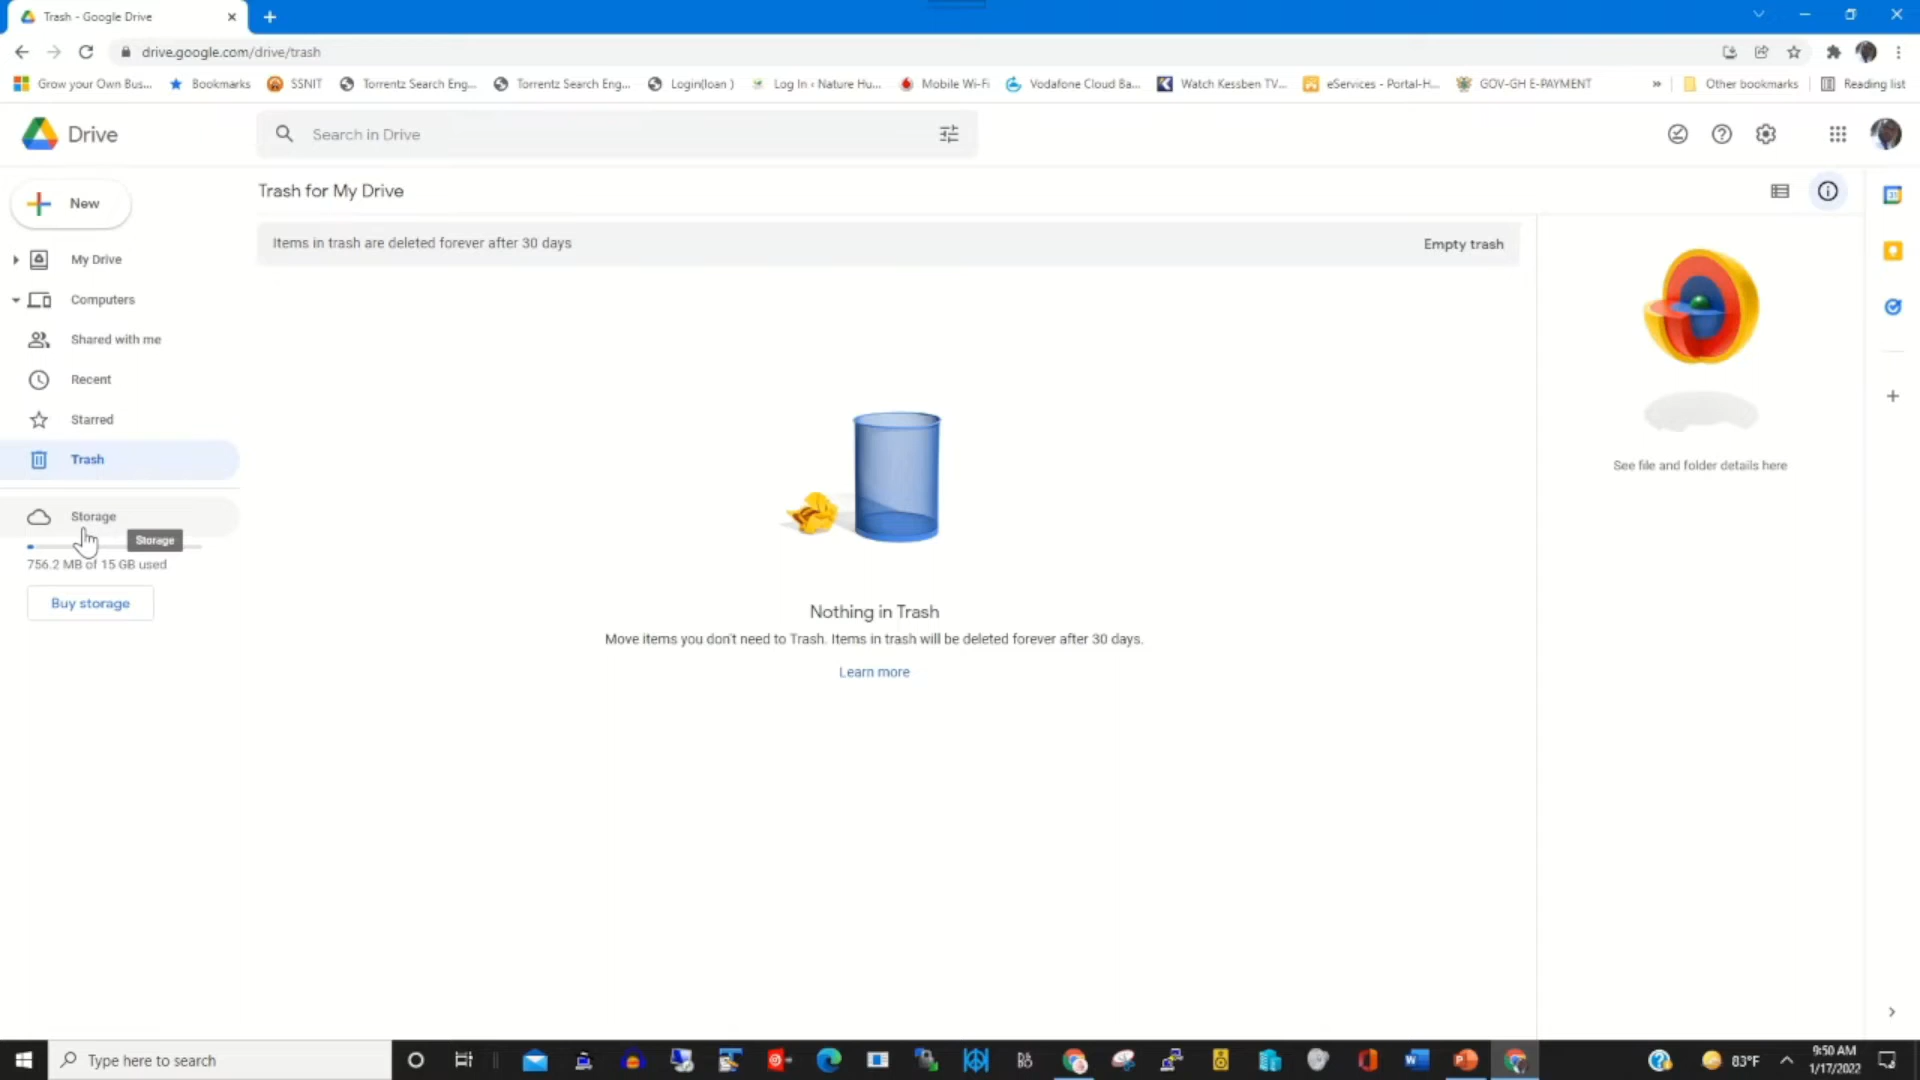 Trash - Google Drive
drive.google.com/drive/trash
Grow your Own Bus... Bookmarks SSNIT Torrentz Search Eng... Torrentz Search Eng... Login(loan ) Log In ‹ Nature Hu... Mobile Wi-Fi Vodafone Cloud Ba... Watch Kessben TV... eServices - Portal-H... GOV-GH E-PAYMENT » Other bookmarks Reading list
Drive
Search in Drive
New
Trash for My Drive
Items in trash are deleted forever after 30 days
Empty trash
My Drive
Computers
Shared with me
Recent
Starred
Trash
Storage
Storage
756.2 MB of 15 GB used
Buy storage
Nothing in Trash
Move items you don't need to Trash. Items in trash will be deleted forever after 30 days.
Learn more
See file and folder details here
Type here to search
83°F
9:50 AM
1/17/2022